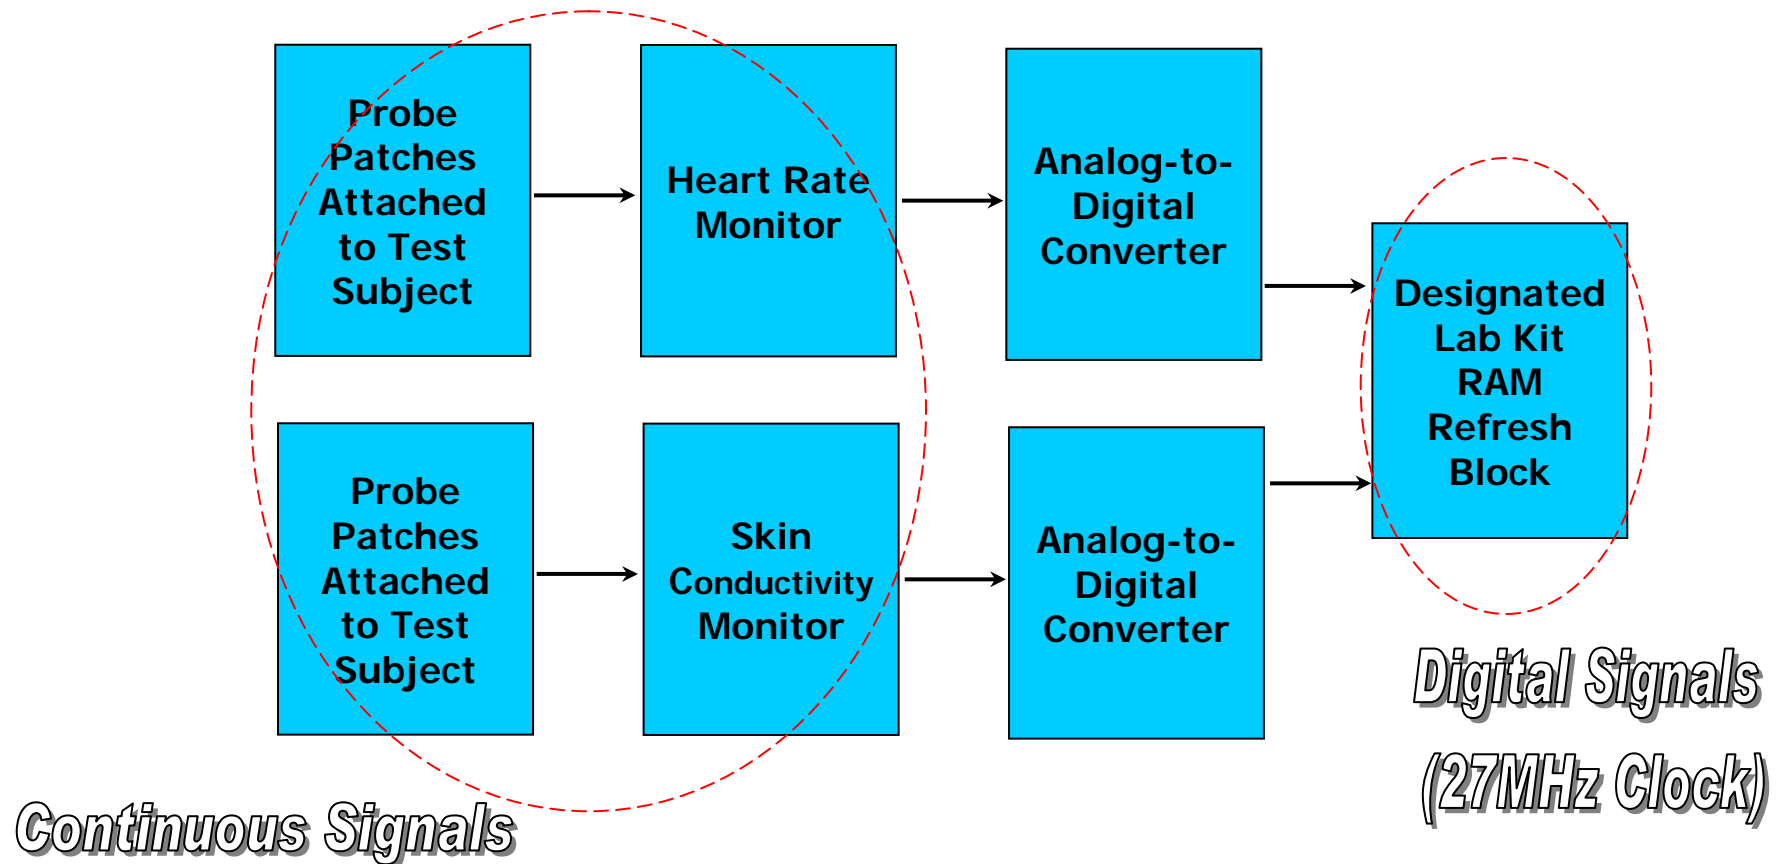 Probe
Patches
Attached
to Test
Subject
Heart Rate
Monitor
Analog-to-
Digital
Converter
Designated
Lab Kit
RAM
Refresh
Block
Probe
Patches
Attached
to Test
Subject
Skin
Conductivity
Monitor
Analog-to-
Digital
Converter
Digital Signals
(27MHz Clock)
Continuous Signals